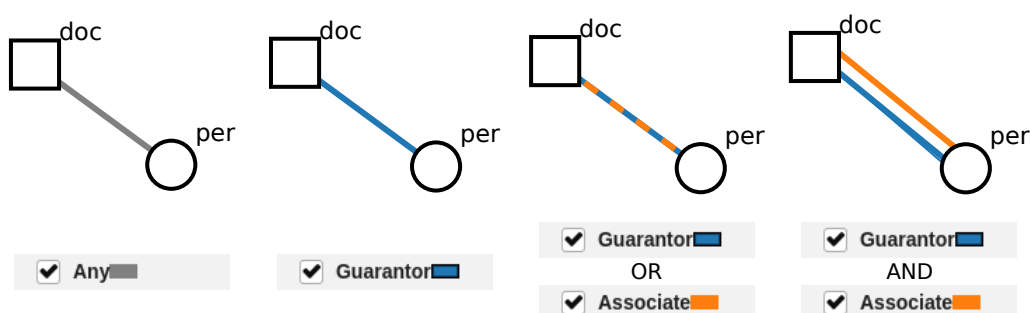 doc
per
Any
doc
per
Guarantor
doc
per
Guarantor
OR
Associate
doc
per
Guarantor
AND
Associate